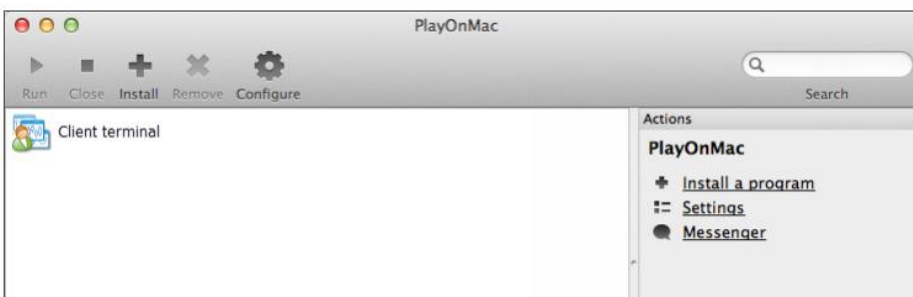 PlayOnMac
Run Close Install Remove Configure
Search
Client terminal
Actions
PlayOnMac
Install a program
Settings
Messenger